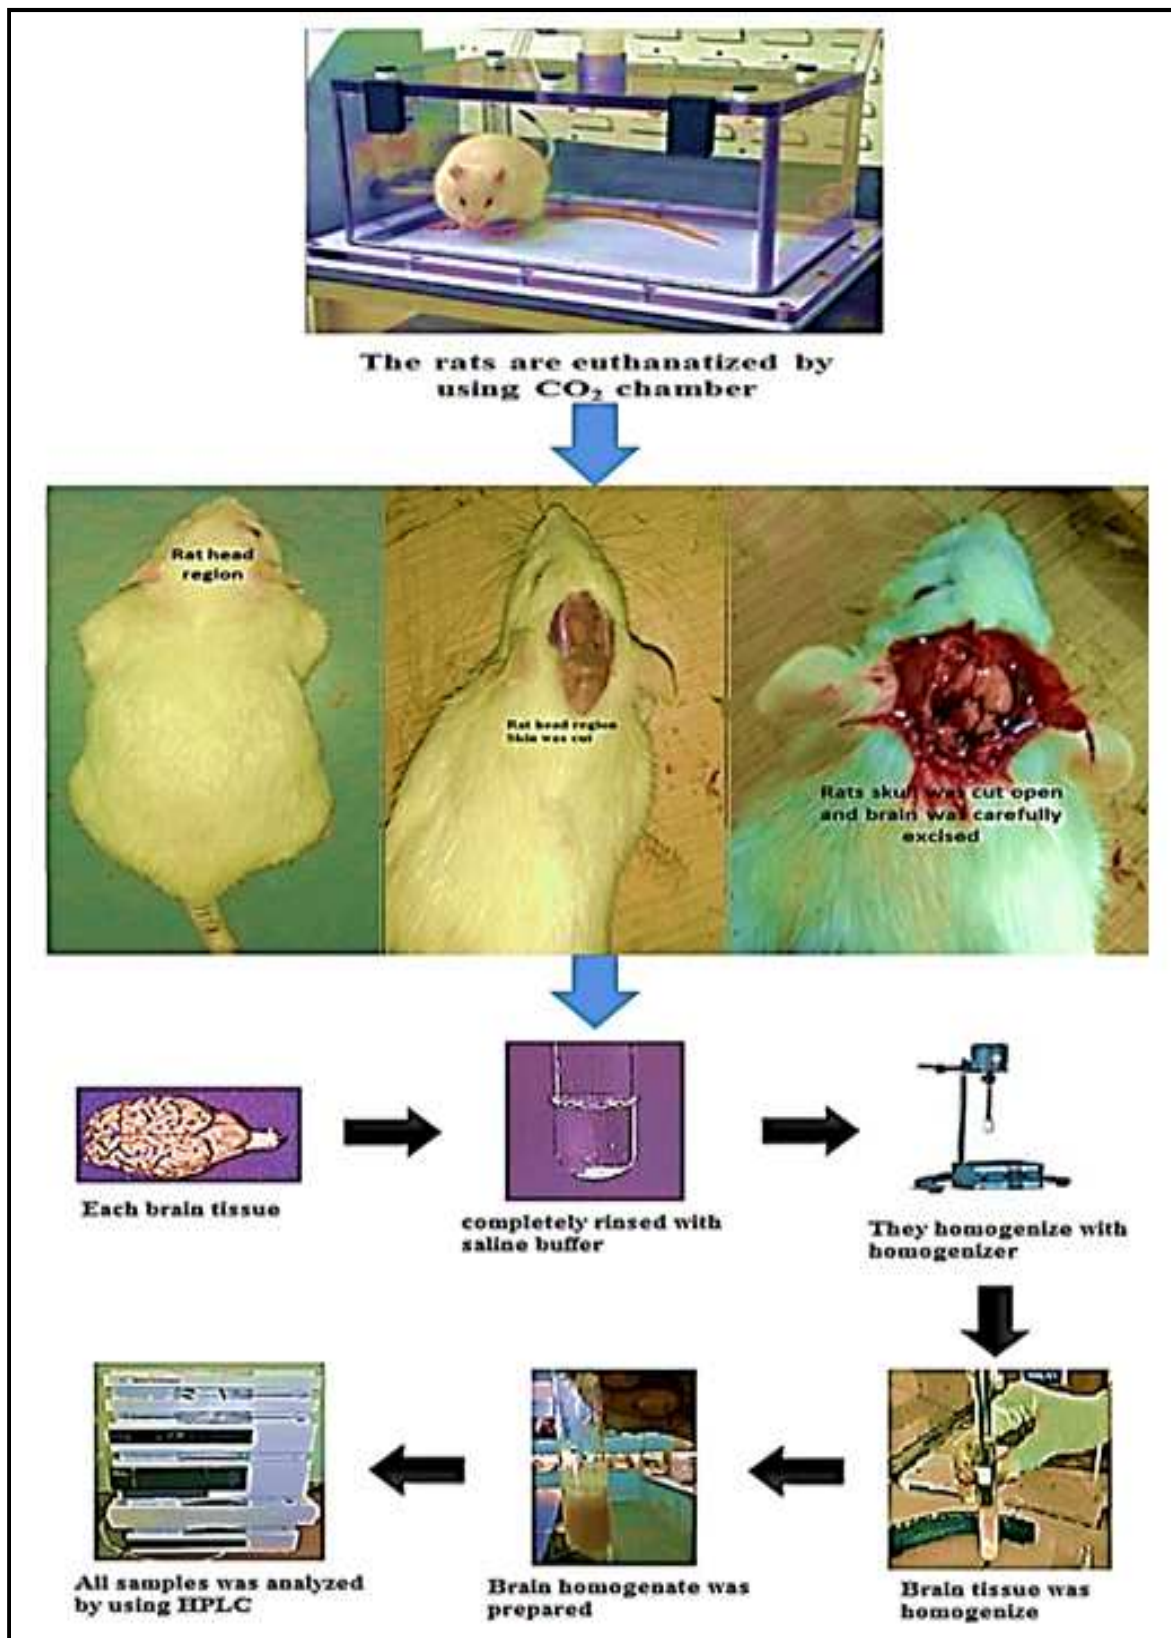 The rats are euthanatized by
using CO₂ chamber
Rat head
region
Rat head region
Skin was cut
Rats skull was cut open
and brain was carefully
excised
Each brain tissue
completely rinsed with
saline buffer
They homogenize with
homogenizer
Brain tissue was
homogenize
Brain homogenate was
prepared
All samples was analyzed
by using HPLC